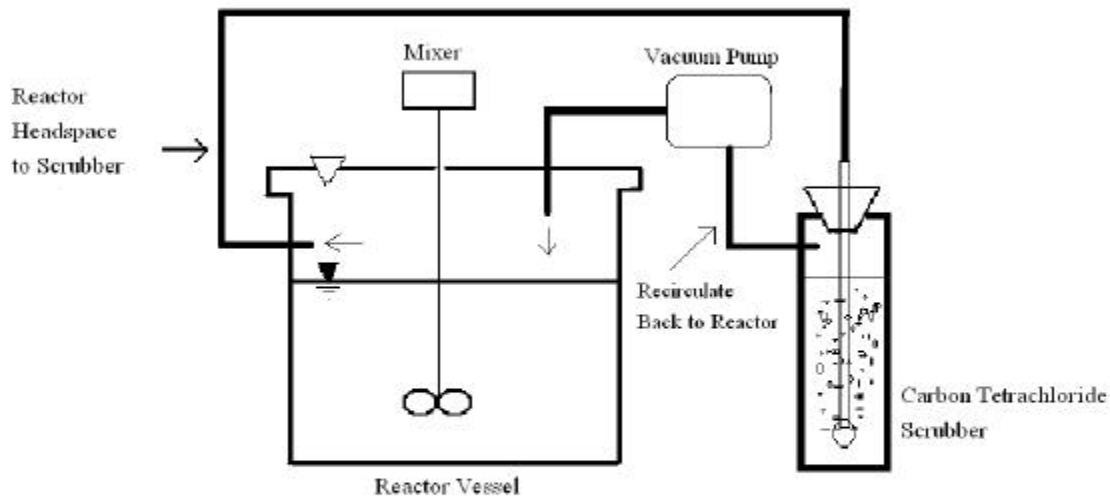 Mixer
Vacuum Pump
Reactor
Headspace
to Scrubber
Recirculate
Back to Reactor
Carbon Tetrachloride
Scrubber
Reactor Vessel